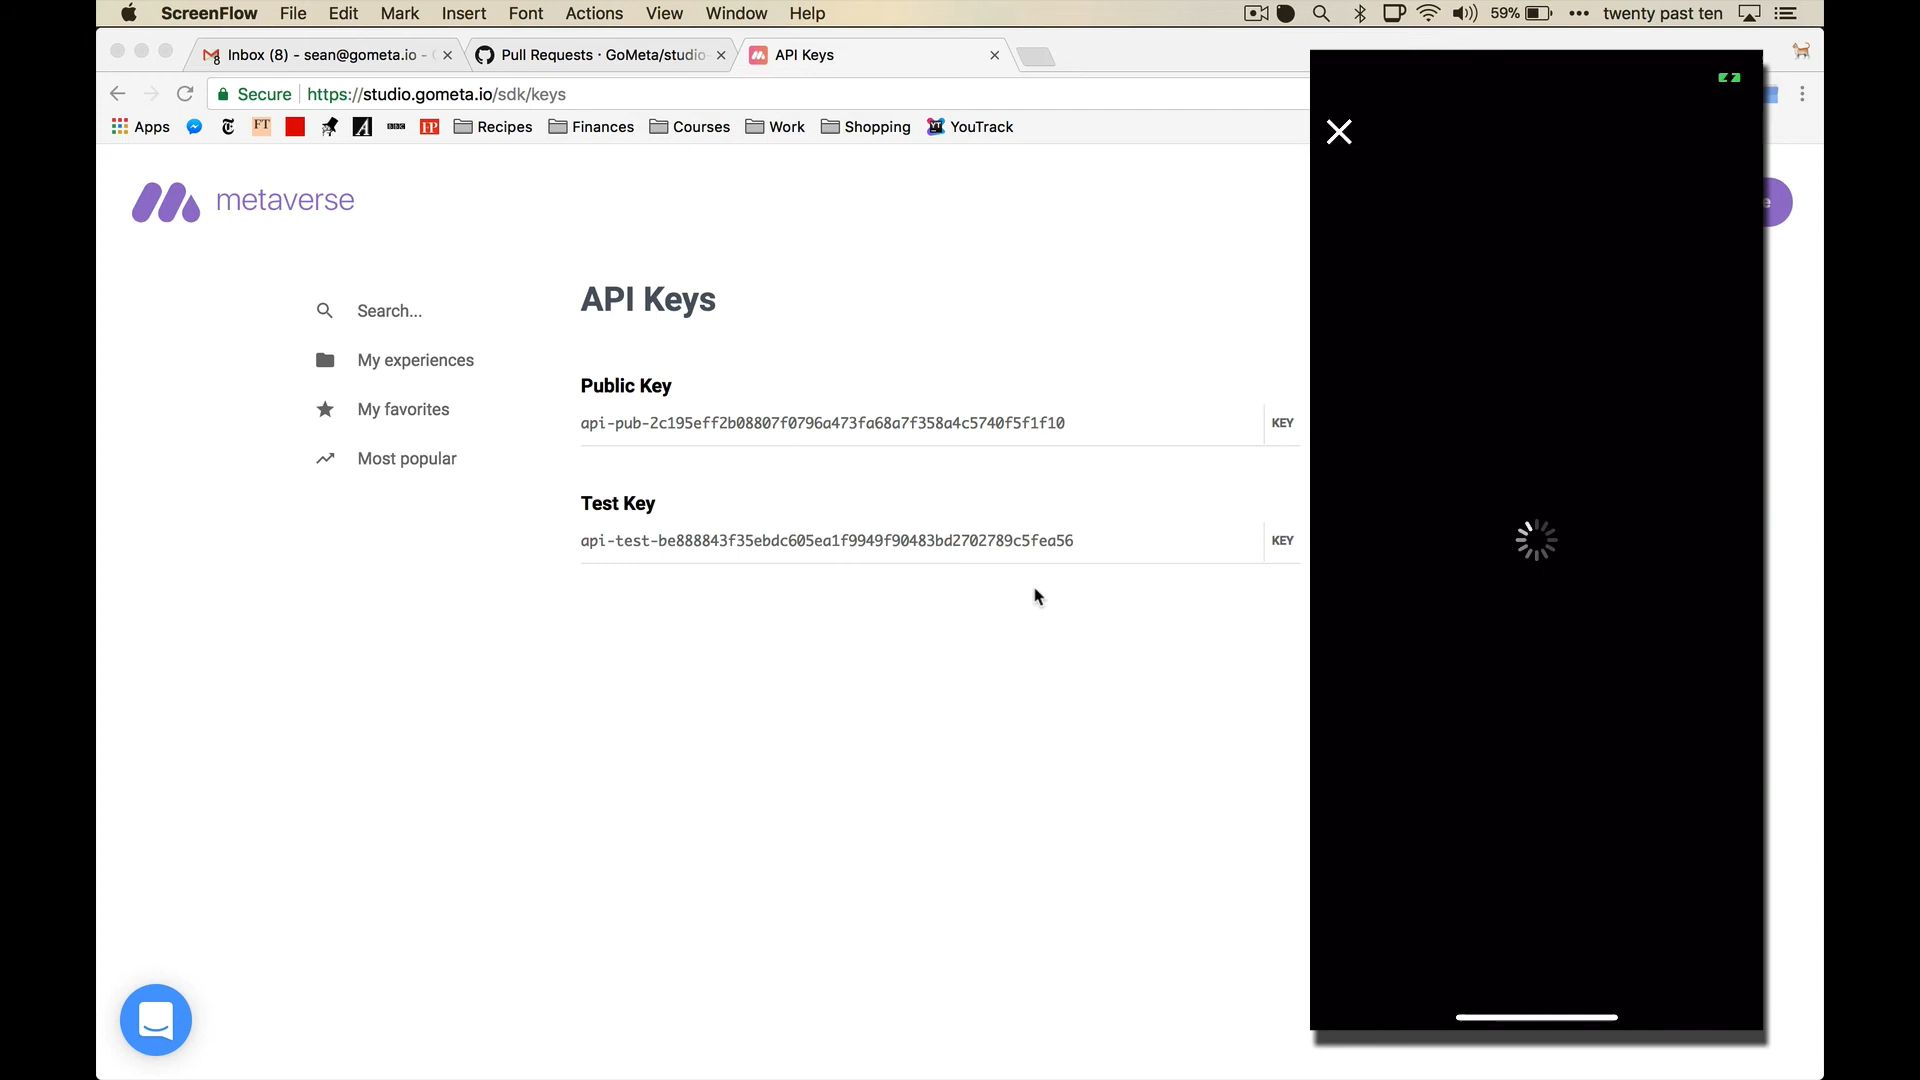 ScreenFlow File Edit Mark Insert Font Actions View Window Help 59% twenty past ten
Inbox (8) - sean@gometa.io -
Pull Requests · GoMeta/studio-
API Keys
Secure https://studio.gometa.io/sdk/keys
Apps FT BBC Recipes Finances Courses Work Shopping YouTrack
metaverse
Search...
My experiences
My favorites
Most popular
API Keys
Public Key
api-pub-2c195eff2b08807f0796a473fa68a7f358a4c5740f5f1f10 KEY
Test Key
api-test-be888843f35ebdc605ea1f9949f90483bd2702789c5fea56 KEY